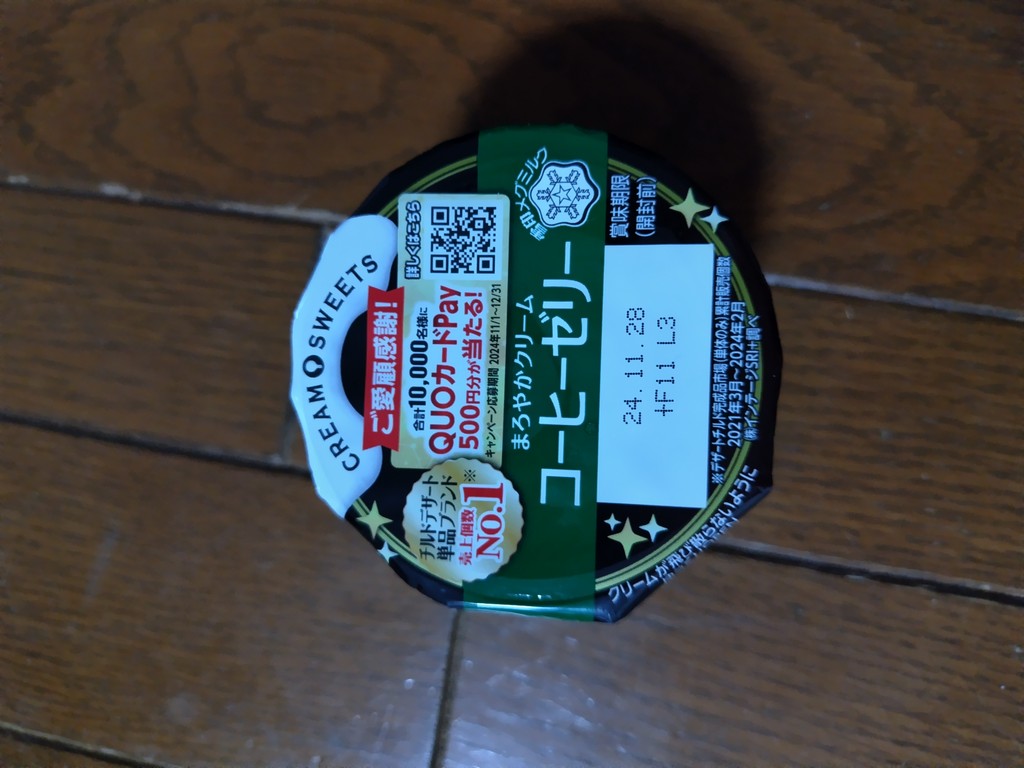 CREAM SWEETS
ご愛顧感謝!
詳しくはこちら
合計10,000名様に
QUOカードPay
500円分が当たる!
キャンペーン応募期間 2024年11/1~12/31
チルドデザート
単品ブランド
売上個数
NO.1※
雪印メグミルク
まろやかクリーム
コーヒーゼリー
賞味期限
(開封前)
24.11.28
+F11 L3
※デザートチルド完成品市場(単体のみ)累計販売個数
2021年3月~2024年2月
㈱インテージSRI+調べ
クリームが飛び散らないように